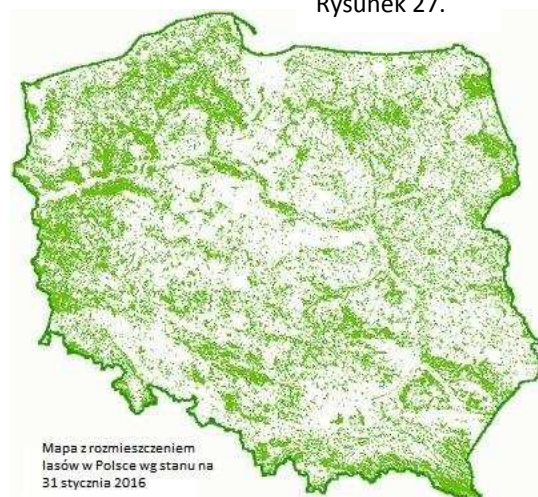 Rysunek 27.
Mapa z rozmieszczeniem
lasów w Polsce wg stanu na
31 stycznia 2016